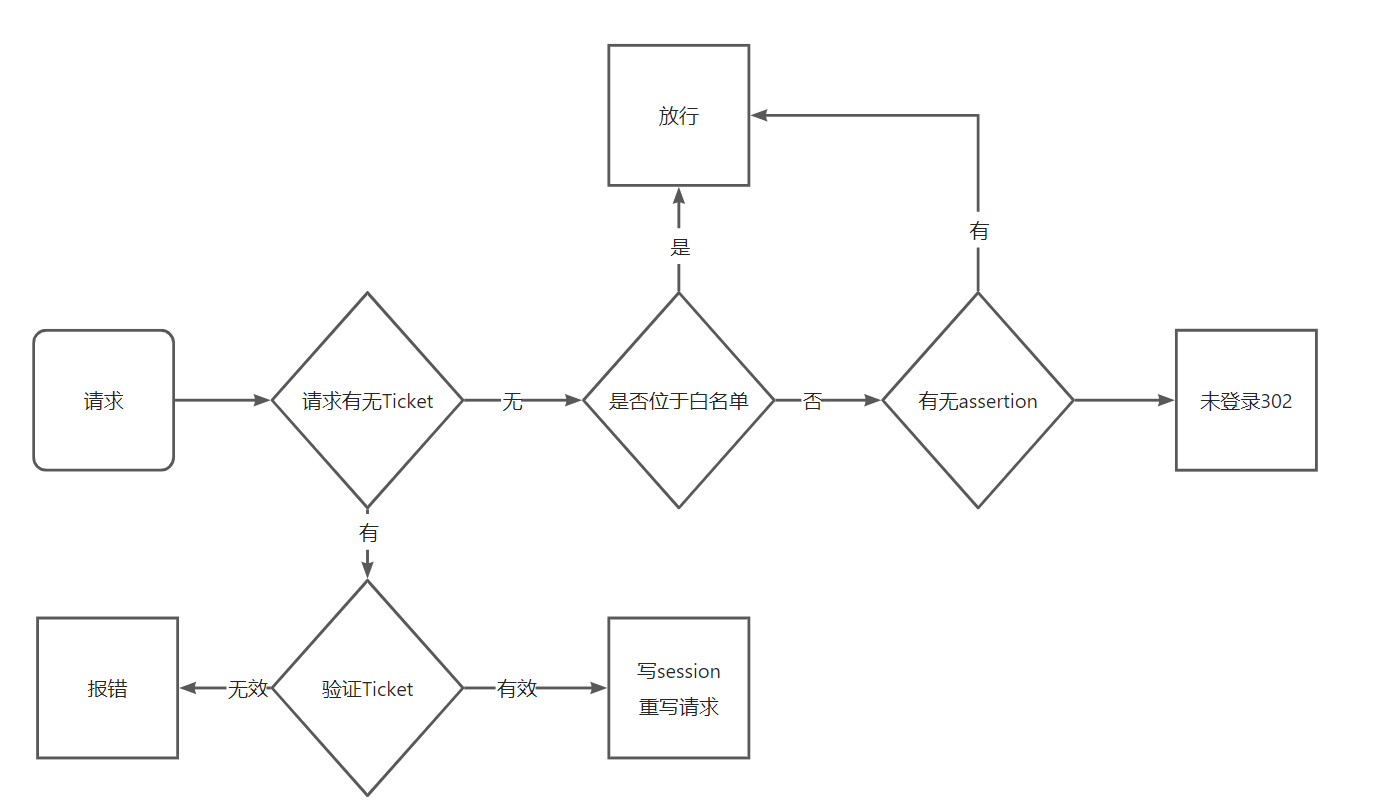 放行
是
有
请求
请求有无Ticket
无
是否位于白名单
否
有无assertion
未登录302
有
报错
无效
验证Ticket
有效
写session
重写请求